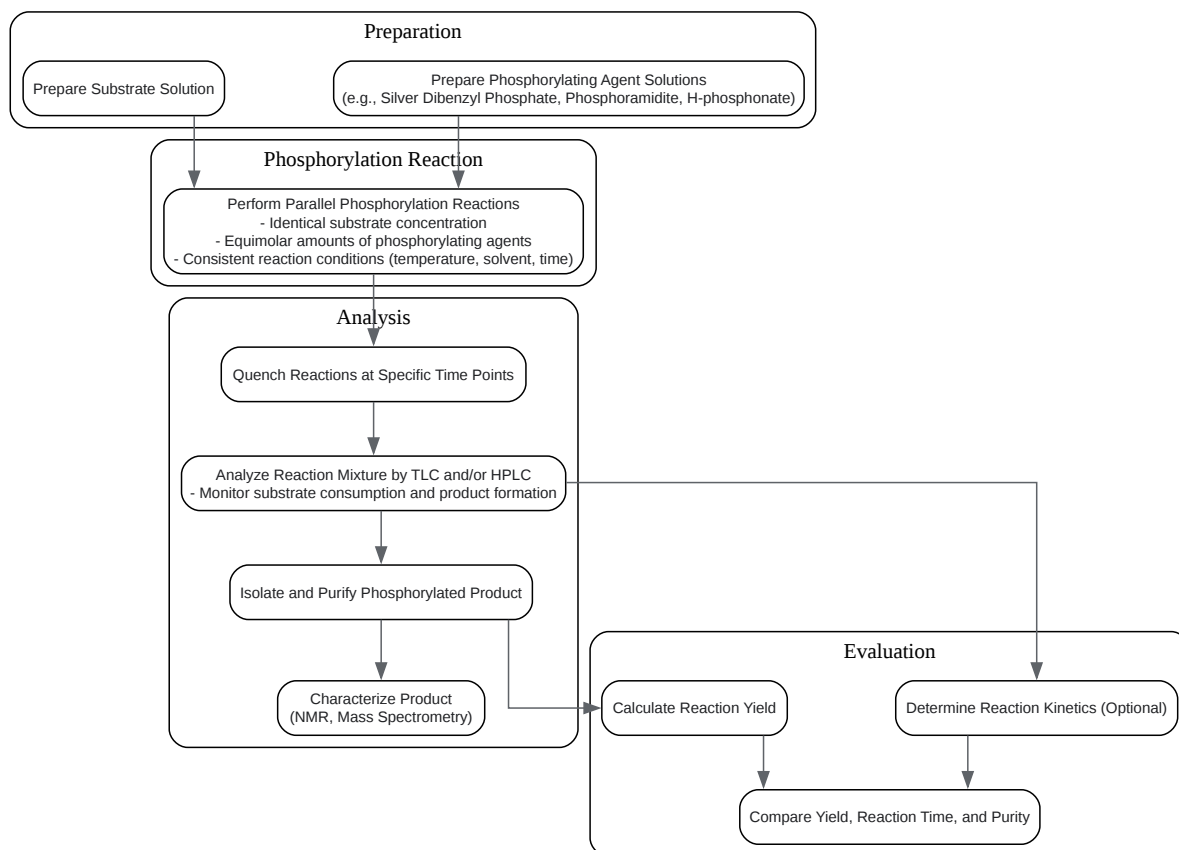 Preparation
Prepare Substrate Solution
Prepare Phosphorylating Agent Solutions
(e.g., Silver Dibenzyl Phosphate, Phosphoramidite, H-phosphonate)
Phosphorylation Reaction
Perform Parallel Phosphorylation Reactions
- Identical substrate concentration
- Equimolar amounts of phosphorylating agents
- Consistent reaction conditions (temperature, solvent, time)
Analysis
Quench Reactions at Specific Time Points
Analyze Reaction Mixture by TLC and/or HPLC
- Monitor substrate consumption and product formation
Isolate and Purify Phosphorylated Product
Characterize Product
(NMR, Mass Spectrometry)
Evaluation
Calculate Reaction Yield
Determine Reaction Kinetics (Optional)
Compare Yield, Reaction Time, and Purity